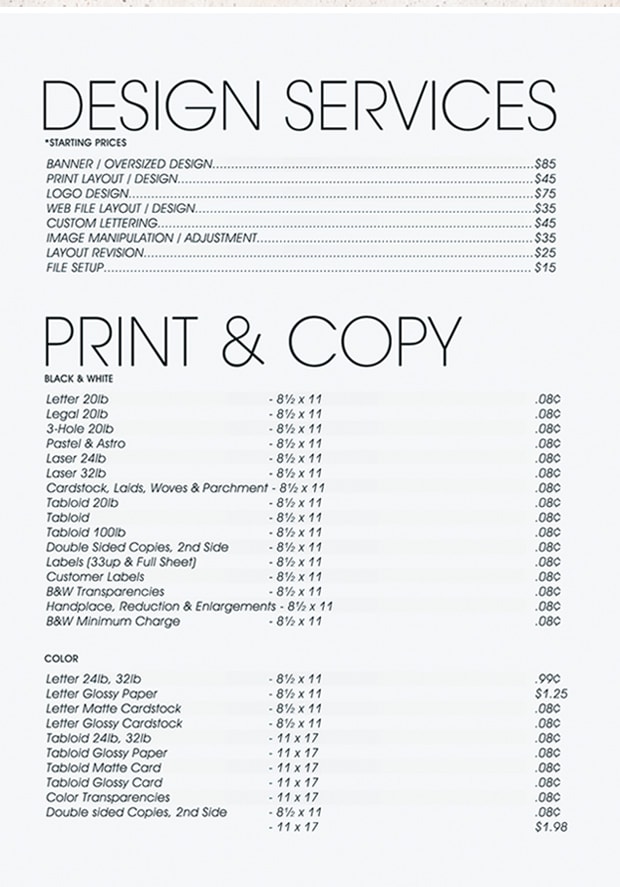 DESIGN SERVICES
*STARTING PRICES
BANNER / OVERSIZED DESIGN $85
PRINT LAYOUT / DESIGN $45
LOGO DESIGN $75
WEB FILE LAYOUT / DESIGN $35
CUSTOM LETTERING $45
IMAGE MANIPULATION / ADJUSTMENT $35
LAYOUT REVISION $25
FILE SETUP $15
PRINT & COPY
BLACK & WHITE
Letter 20lb - 8½ x 11 .08¢
Legal 20lb - 8½ x 11 .08¢
3-Hole 20lb - 8½ x 11 .08¢
Pastel & Astro - 8½ x 11 .08¢
Laser 24lb - 8½ x 11 .08¢
Laser 32lb - 8½ x 11 .08¢
Cardstock, Laids, Woves & Parchment - 8½ x 11 .08¢
Tabloid 20lb - 8½ x 11 .08¢
Tabloid - 8½ x 11 .08¢
Tabloid 100lb - 8½ x 11 .08¢
Double Sided Copies, 2nd Side - 8½ x 11 .08¢
Labels (33up & Full Sheet) - 8½ x 11 .08¢
Customer Labels - 8½ x 11 .08¢
B&W Transparencies - 8½ x 11 .08¢
Handplace, Reduction & Enlargements - 8½ x 11 .08¢
B&W Minimum Charge - 8½ x 11 .08¢
COLOR
Letter 24lb, 32lb - 8½ x 11 .99¢
Letter Glossy Paper - 8½ x 11 $1.25
Letter Matte Cardstock - 8½ x 11 .08¢
Letter Glossy Cardstock - 8½ x 11 .08¢
Tabloid 24lb, 32lb - 11 x 17 .08¢
Tabloid Glossy Paper - 11 x 17 .08¢
Tabloid Matte Card - 11 x 17 .08¢
Tabloid Glossy Card - 11 x 17 .08¢
Color Transparencies - 8½ x 11 .08¢
Double sided Copies, 2nd Side - 8½ x 11 .08¢
- 11 x 17 $1.98